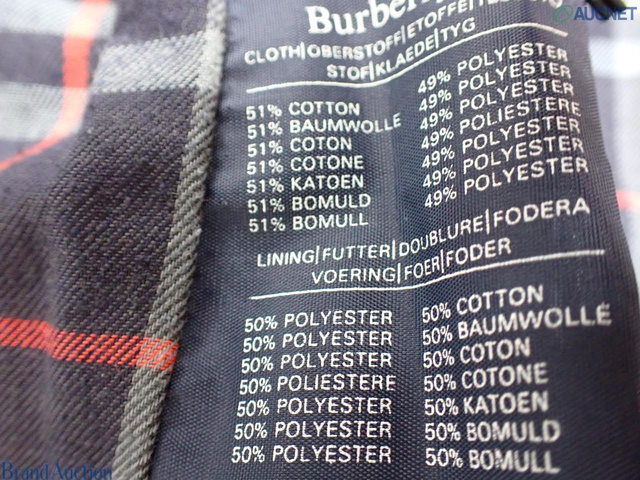 AUCNET
Burber
CLOTH|OBERSTOFF|ETOFFE|
STOF|KLAEDE|TYG
51% COTTON 49% POLYESTER
51% BAUMWOLLE 49% POLYESTER
51% COTON 49% POLYESTER
51% COTONE 49% POLIESTERE
51% KATOEN 49% POLYESTER
51% BOMULD 49% POLYESTER
51% BOMULL 49% POLYESTER
LINING|FUTTER|DOUBLURE|FODERA
VOERING|FOER|FODER
50% POLYESTER 50% COTTON
50% POLYESTER 50% BAUMWOLLE
50% POLYESTER 50% COTON
50% POLIESTERE 50% COTONE
50% POLYESTER 50% KATOEN
50% POLYESTER 50% BOMULD
50% POLYESTER 50% BOMULL
Brand Auction